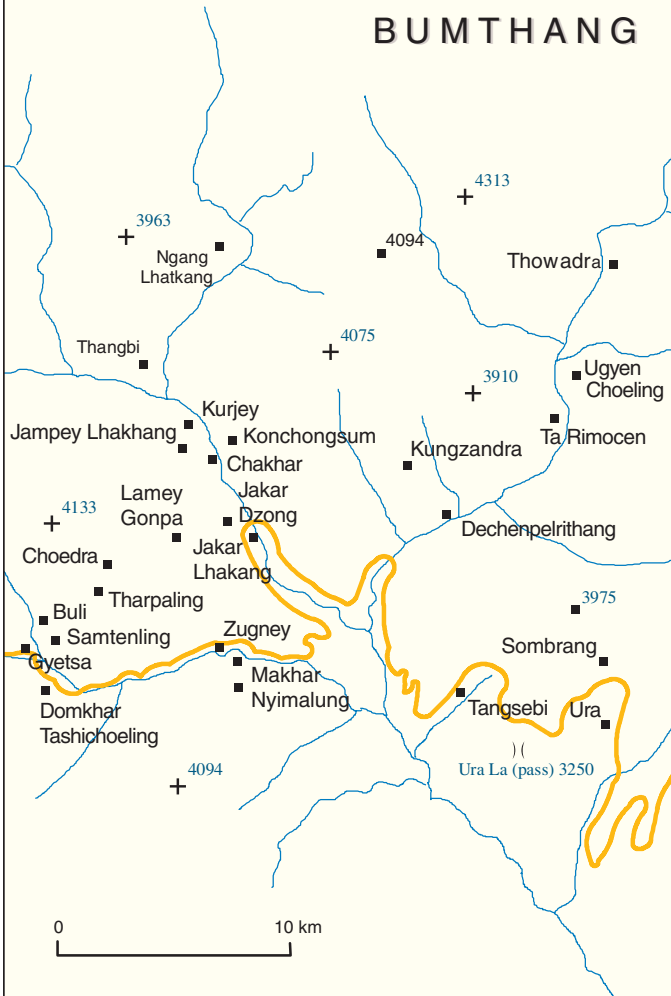 BUMTHANG
4313
3963
4094
Ngang
Lhatkang
Thowadra
4075
Thangbi
Ugyen
Choeling
3910
Kurjey
Jampey Lhakhang
Konchongsum
Ta Rimocen
Kungzandra
Chakhar
Lamey
Gonpa
Jakar
Dzong
4133
Dechenpelrithang
Jakar
Lhakang
Choedra
Tharpaling
3975
Buli
Samtenling
Zugney
Sombrang
Gyetsa
Makhar
Nyimalung
Domkhar
Tashichoeling
Tangsebi
Ura
)(
Ura La (pass) 3250
4094
0
10 km